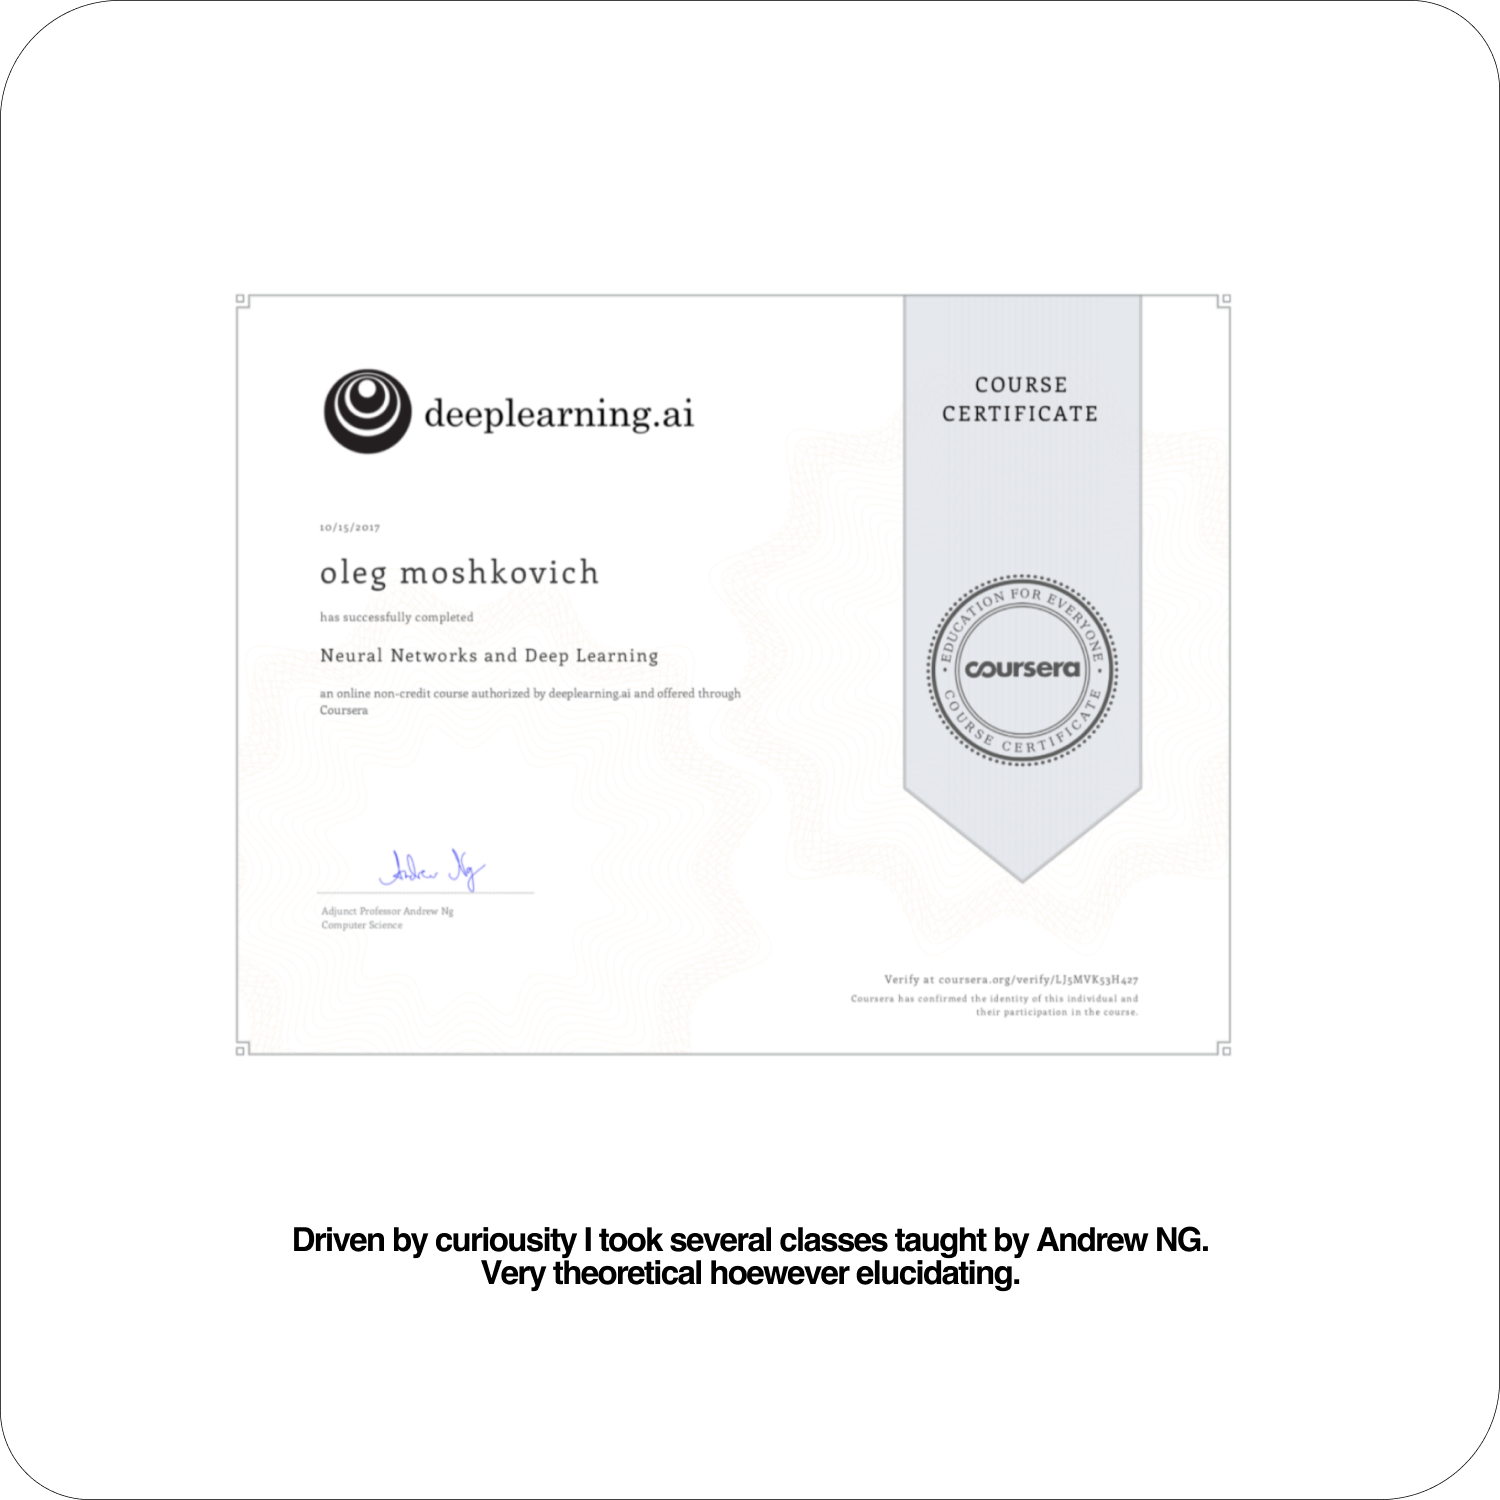 deeplearning.ai
COURSE
CERTIFICATE
10/15/2017
oleg moshkovich
has successfully completed
Neural Networks and Deep Learning
an online non-credit course authorized by deeplearning.ai and offered through
Coursera
EDUCATION FOR EVERYONE
coursera
COURSE CERTIFICATE
Andrew Ng
Adjunct Professor Andrew Ng
Computer Science
Verify at coursera.org/verify/LJ5MVK53H427
Coursera has confirmed the identity of this individual and
their participation in the course.
Driven by curiousity I took several classes taught by Andrew NG.
Very theoretical hoewever elucidating.